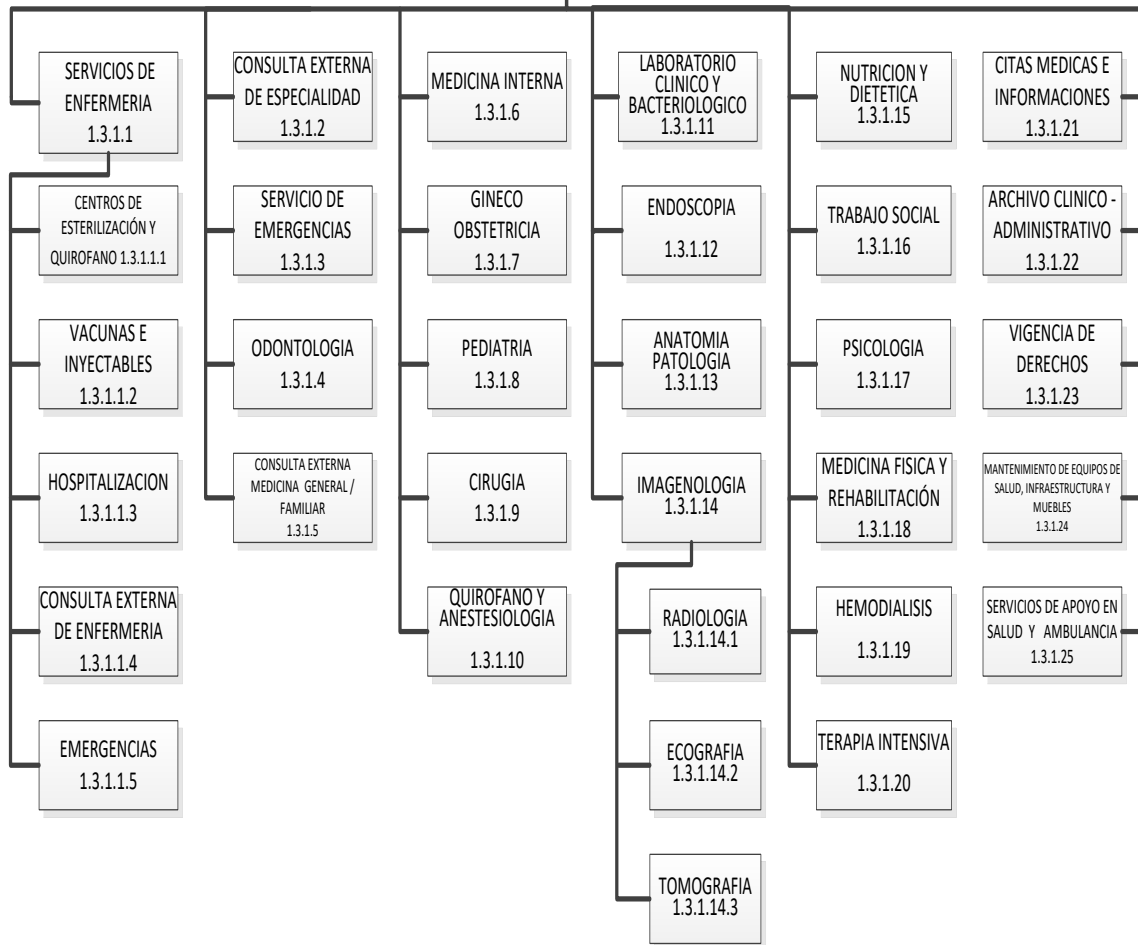 SERVICIOS DE
ENFERMERIA
1.3.1.1
CENTROS DE
ESTERILIZACIÓN Y
QUIROFANO 1.3.1.1.1
VACUNAS E
INYECTABLES
1.3.1.1.2
HOSPITALIZACION
1.3.1.1.3
CONSULTA EXTERNA
DE ENFERMERIA
1.3.1.1.4
EMERGENCIAS
1.3.1.1.5
CONSULTA EXTERNA
DE ESPECIALIDAD
1.3.1.2
SERVICIO DE
EMERGENCIAS
1.3.1.3
ODONTOLOGIA
1.3.1.4
CONSULTA EXTERNA
MEDICINA GENERAL /
FAMILIAR
1.3.1.5
MEDICINA INTERNA
1.3.1.6
GINECO
OBSTETRICIA
1.3.1.7
PEDIATRIA
1.3.1.8
CIRUGIA
1.3.1.9
QUIROFANO Y
ANESTESIOLOGIA
1.3.1.10
LABORATORIO
CLINICO Y
BACTERIOLOGICO
1.3.1.11
ENDOSCOPIA
1.3.1.12
ANATOMIA
PATOLOGIA
1.3.1.13
IMAGENOLOGIA
1.3.1.14
RADIOLOGIA
1.3.1.14.1
ECOGRAFIA
1.3.1.14.2
TOMOGRAFIA
1.3.1.14.3
NUTRICION Y
DIETETICA
1.3.1.15
TRABAJO SOCIAL
1.3.1.16
PSICOLOGIA
1.3.1.17
MEDICINA FISICA Y
REHABILITACIÓN
1.3.1.18
HEMODIALISIS
1.3.1.19
TERAPIA INTENSIVA
1.3.1.20
CITAS MEDICAS E
INFORMACIONES
1.3.1.21
ARCHIVO CLINICO -
ADMINISTRATIVO
1.3.1.22
VIGENCIA DE
DERECHOS
1.3.1.23
MANTENIMIENTO DE EQUIPOS DE
SALUD, INFRAESTRUCTURA Y
MUEBLES
1.3.1.24
SERVICIOS DE APOYO EN
SALUD Y AMBULANCIA
1.3.1.25